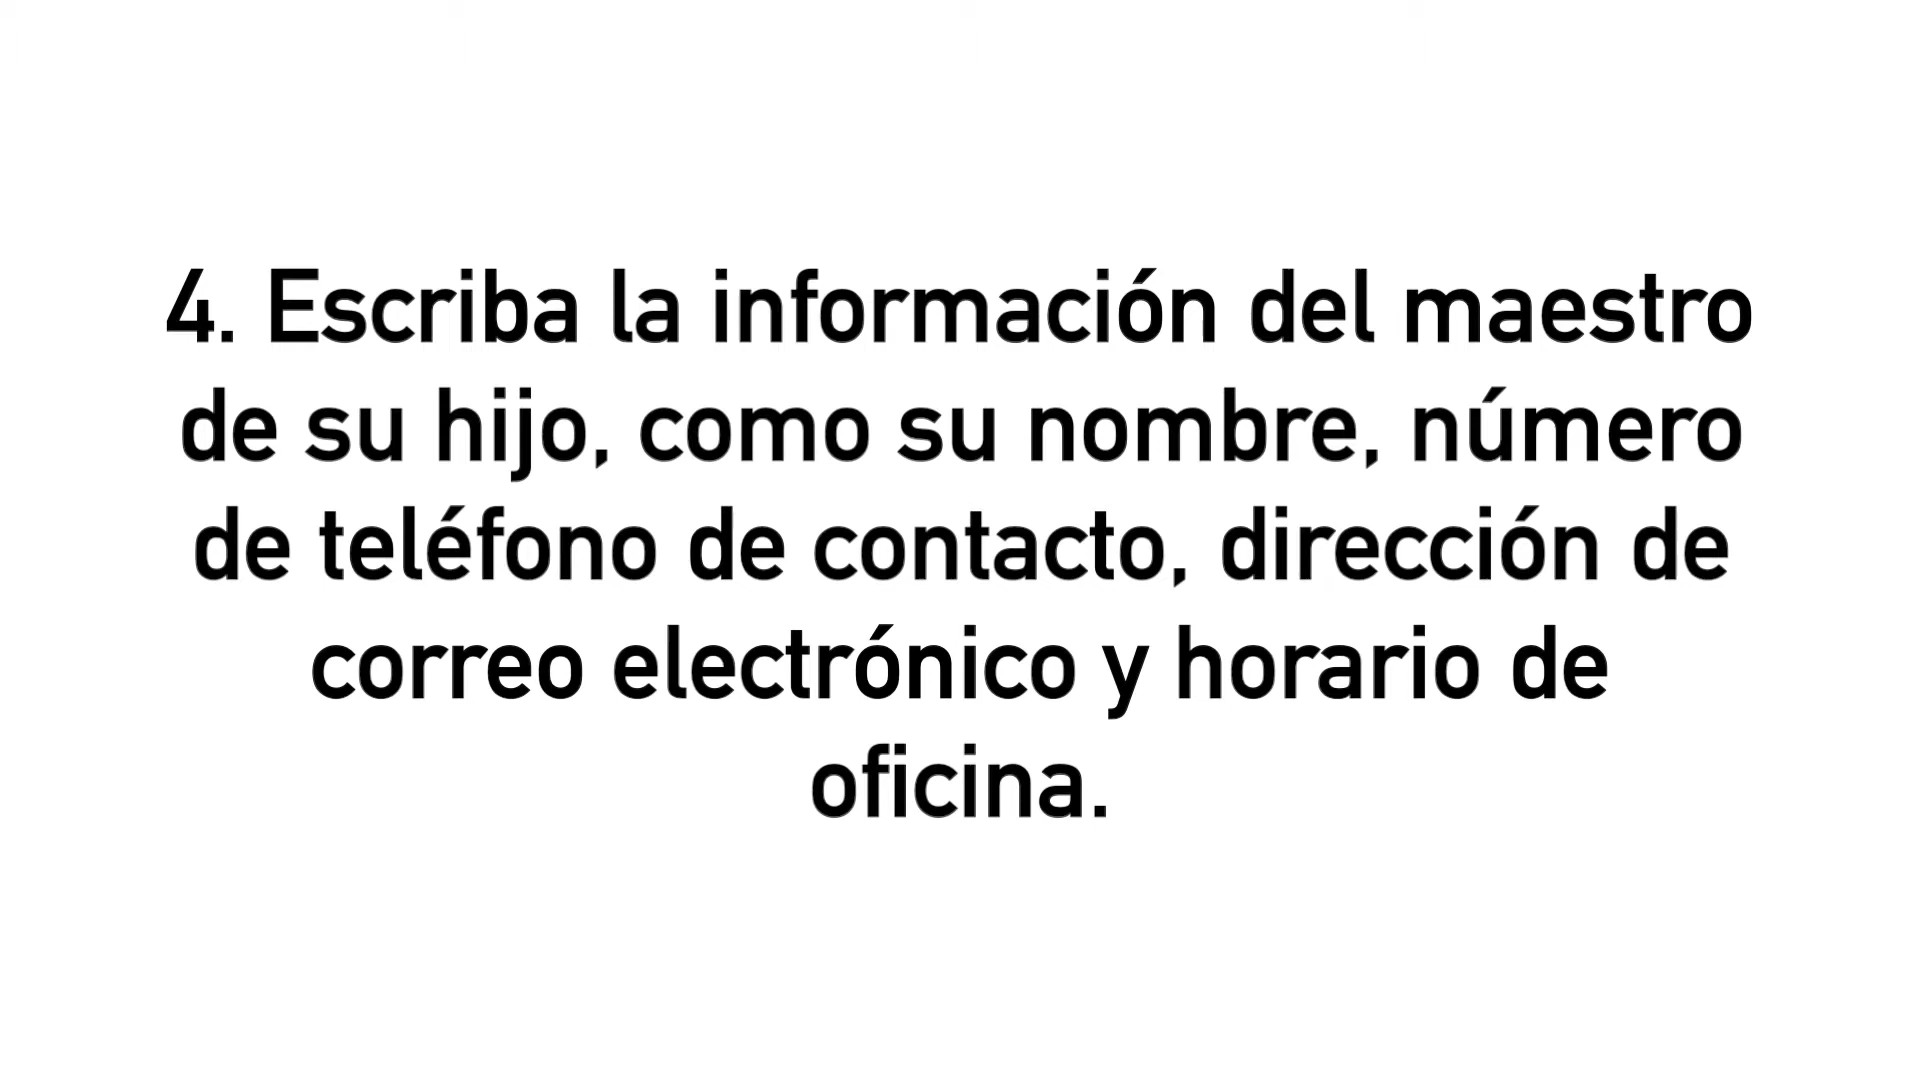 4. Escriba la información del maestro
de su hijo, como su nombre, número
de teléfono de contacto, dirección de
correo electrónico y horario de
oficina.